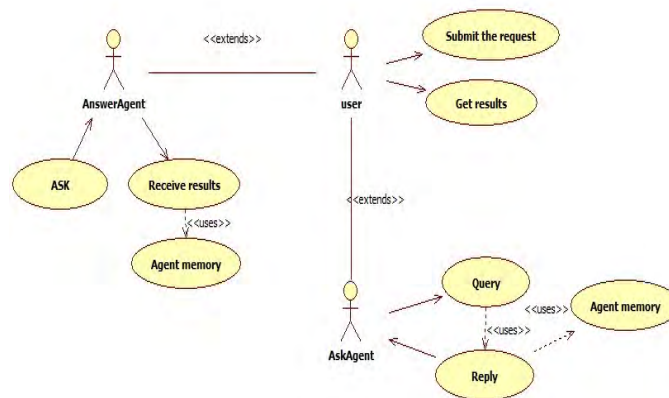 Submit the request
<<extends>>
AnswerAgent
user
Get results
ASK
Receive results
<<extends>>
<<uses>>
Agent memory
Query
<<uses>>
Agent memory
<<uses>>
AskAgent
Reply